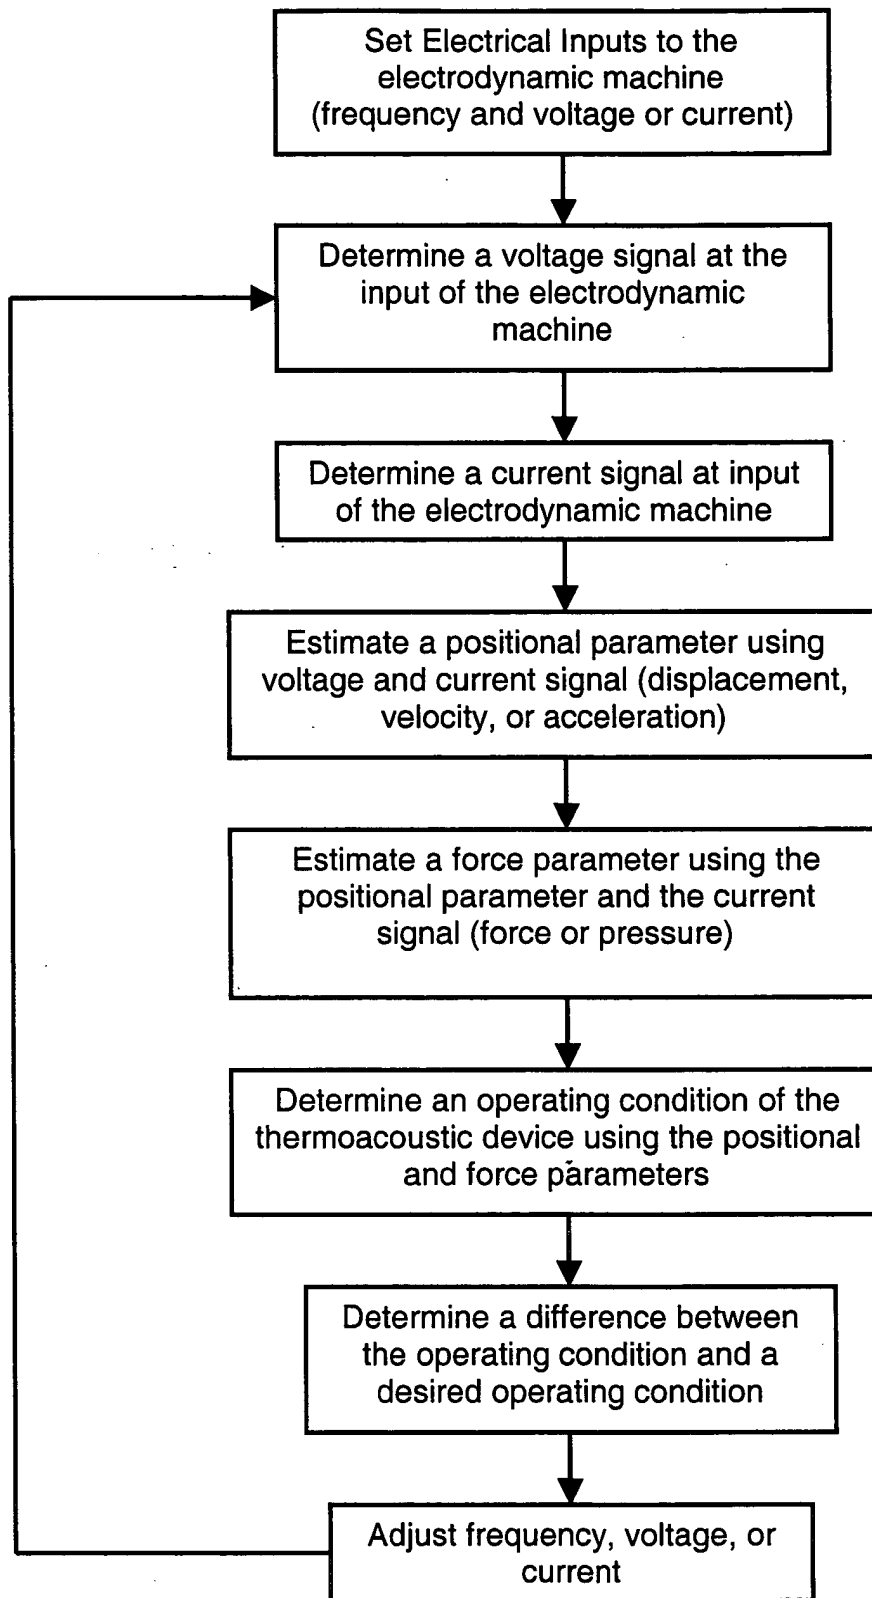 Set Electrical Inputs to the
electrodynamic machine
(frequency and voltage or current)
Determine a voltage signal at the
input of the electrodynamic
machine
Determine a current signal at input
of the electrodynamic machine
Estimate a positional parameter using
voltage and current signal (displacement,
velocity, or acceleration)
Estimate a force parameter using the
positional parameter and the current
signal (force or pressure)
Determine an operating condition of the
thermoacoustic device using the positional
and force parameters
Determine a difference between
the operating condition and a
desired operating condition
Adjust frequency, voltage, or
current